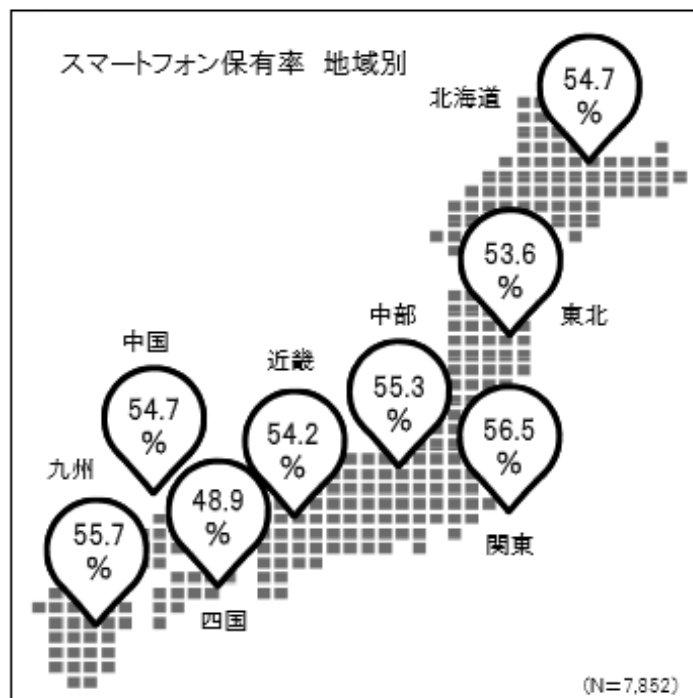 スマートフォン保有率 地域別
北海道
54.7
%
53.6
%
東北
中部
55.3
%
56.5
%
関東
近畿
54.2
%
中国
54.7
%
48.9
%
四国
九州
55.7
%
(N=7,852)